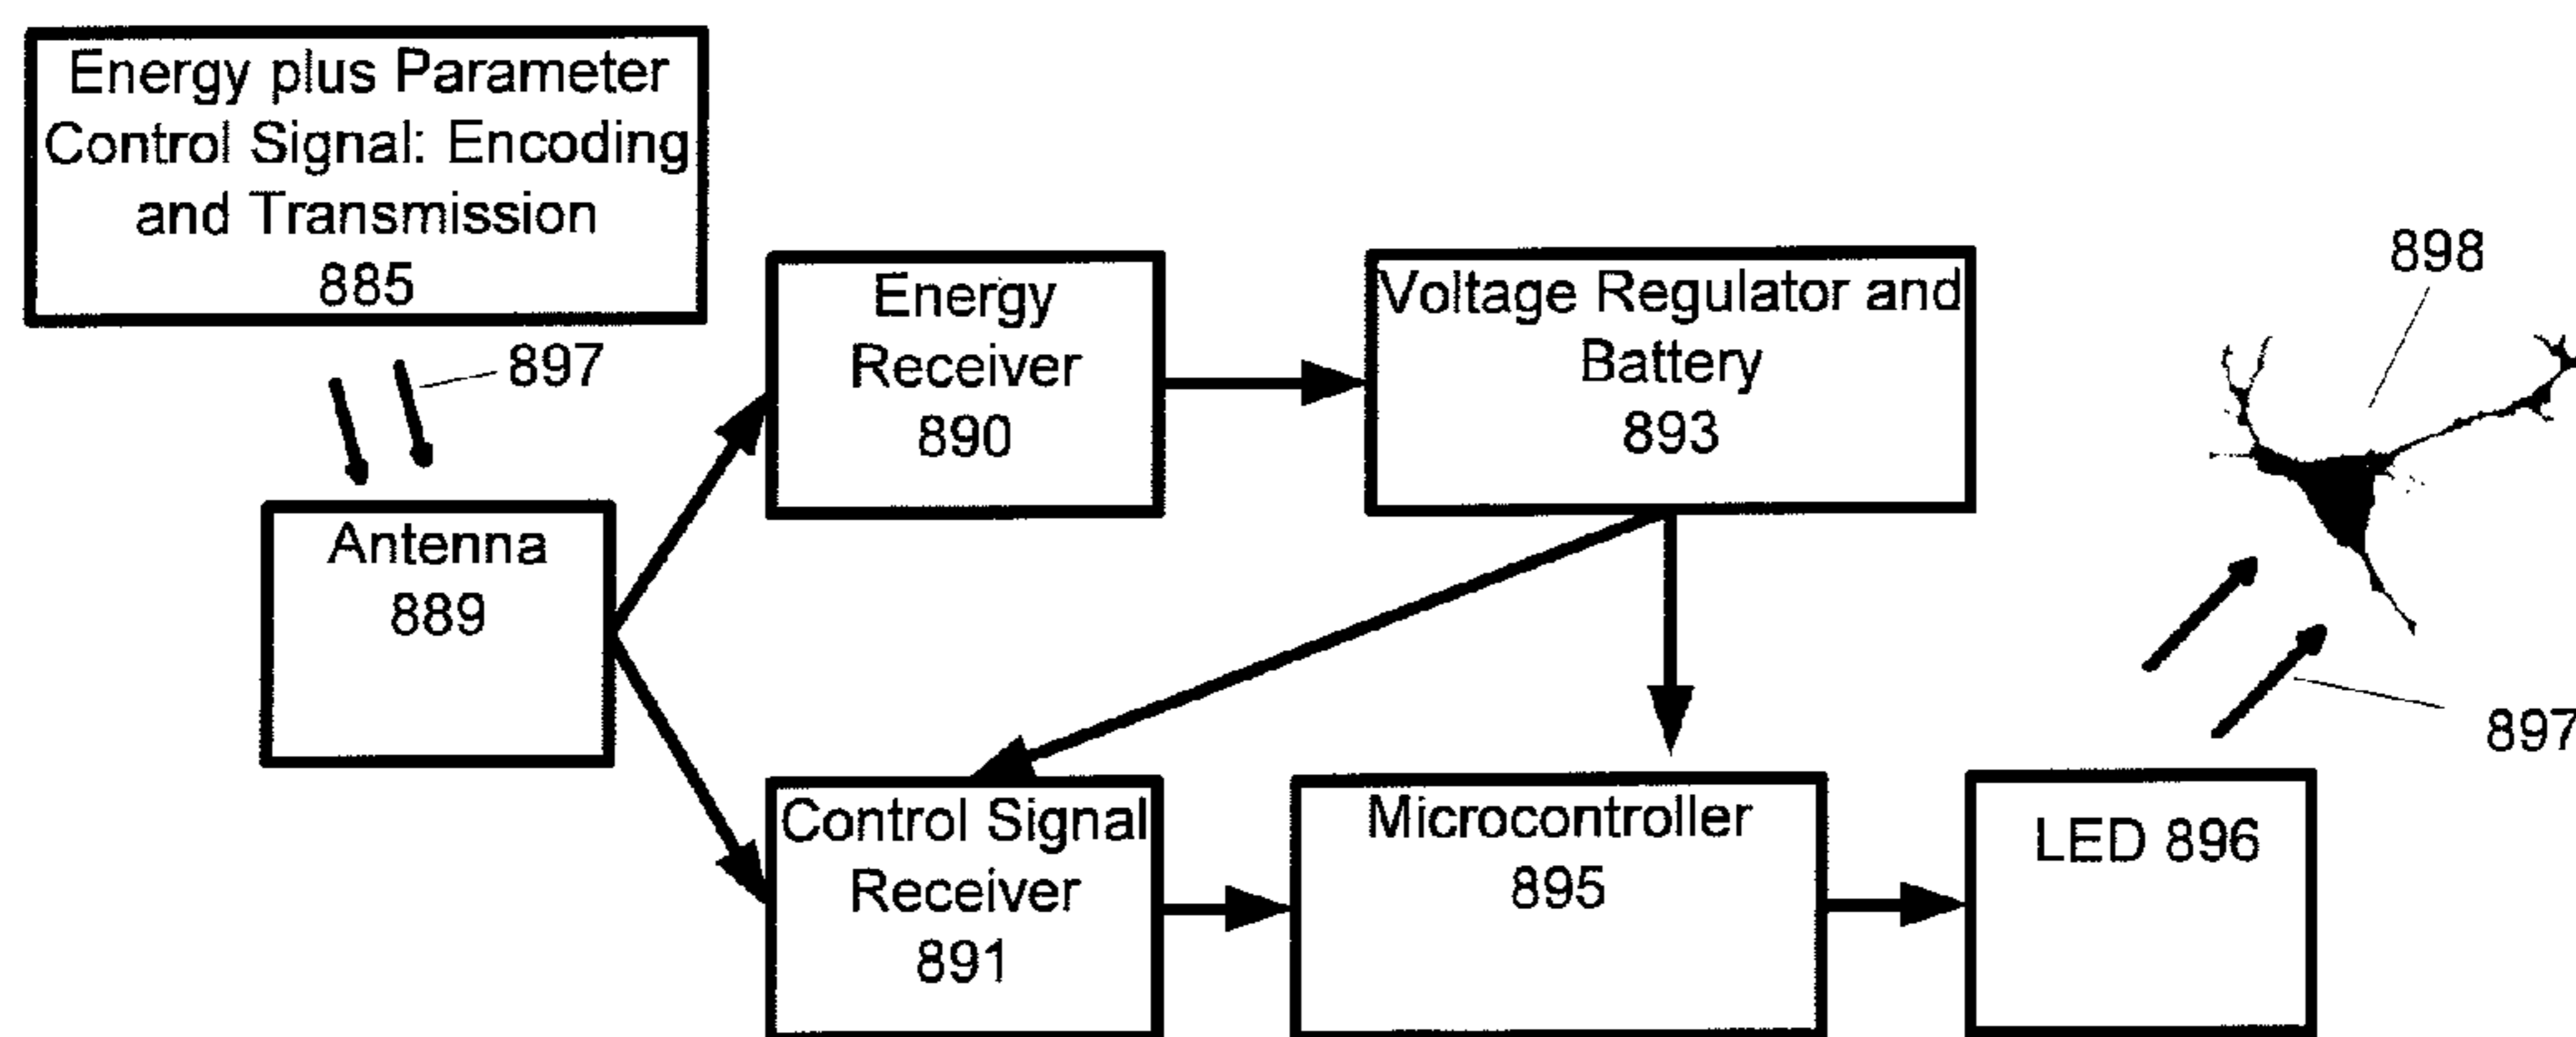 Energy plus Parameter
Control Signal: Encoding
and Transmission
885
897
Antenna
889
Energy
Receiver
890
Voltage Regulator and
Battery
893
898
Control Signal
Receiver
891
Microcontroller
895
LED 896
897